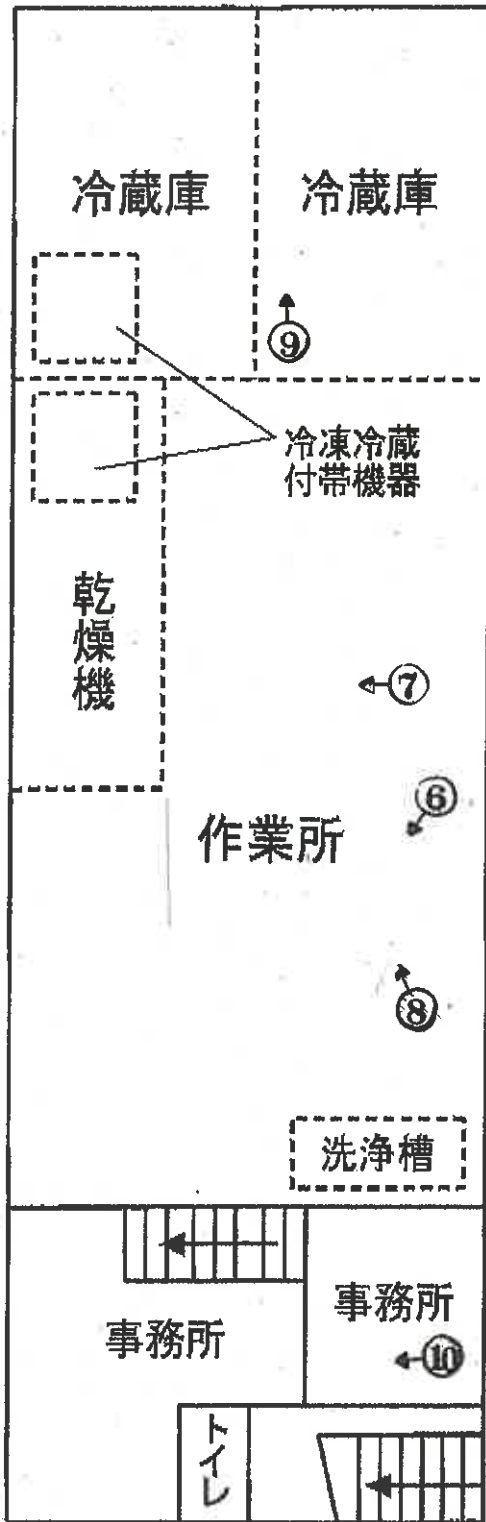 冷蔵庫
冷蔵庫
⑨
冷凍冷蔵
付帯機器
乾燥機
⑦
⑥
作業所
⑧
洗浄槽
事務所
事務所
⑩
トイレ